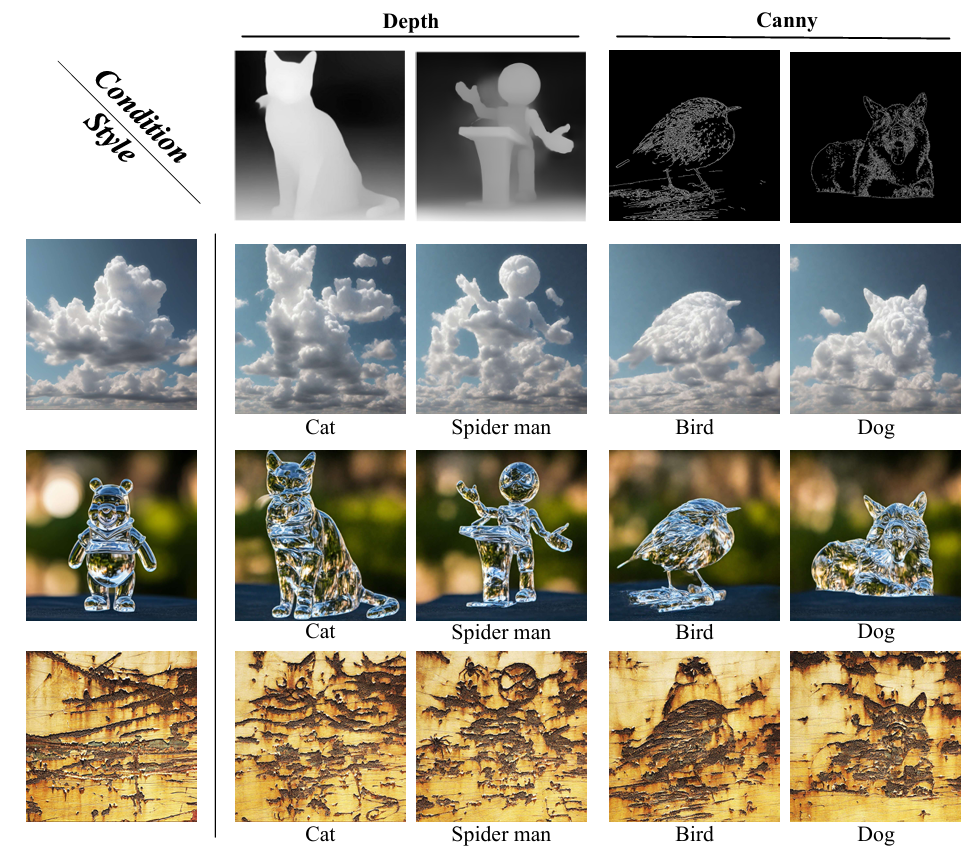 Depth
Canny
Condition
Style
Cat
Spider man
Bird
Dog
Cat
Spider man
Bird
Dog
Cat
Spider man
Bird
Dog